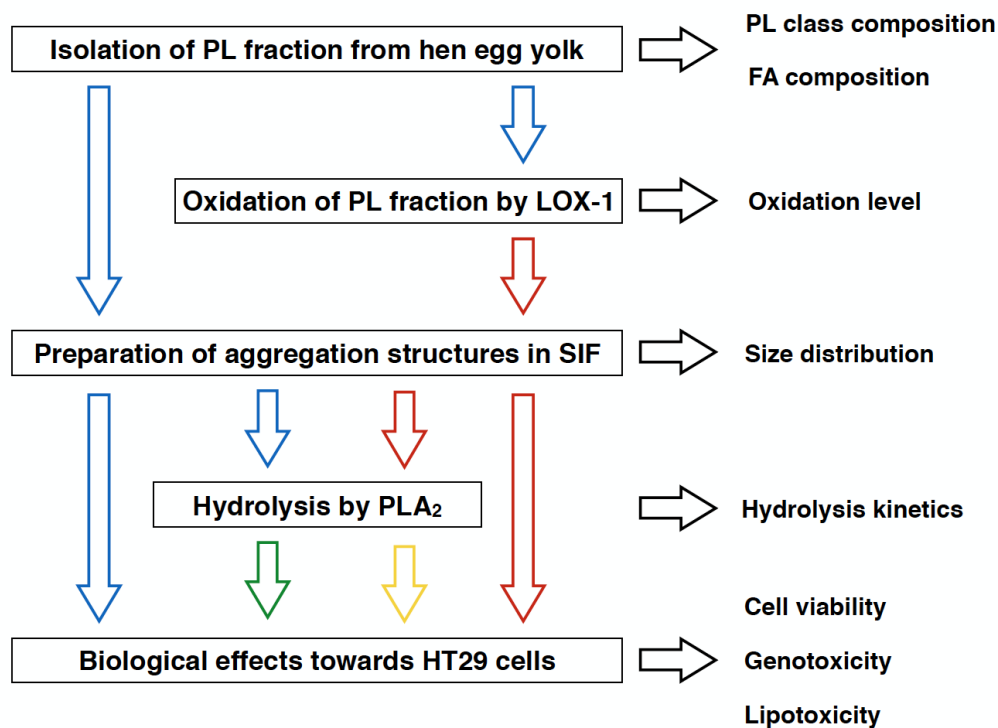 Isolation of PL fraction from hen egg yolk
PL class composition
FA composition
Oxidation of PL fraction by LOX-1
Oxidation level
Preparation of aggregation structures in SIF
Size distribution
Hydrolysis by PLA₂
Hydrolysis kinetics
Biological effects towards HT29 cells
Cell viability
Genotoxicity
Lipotoxicity